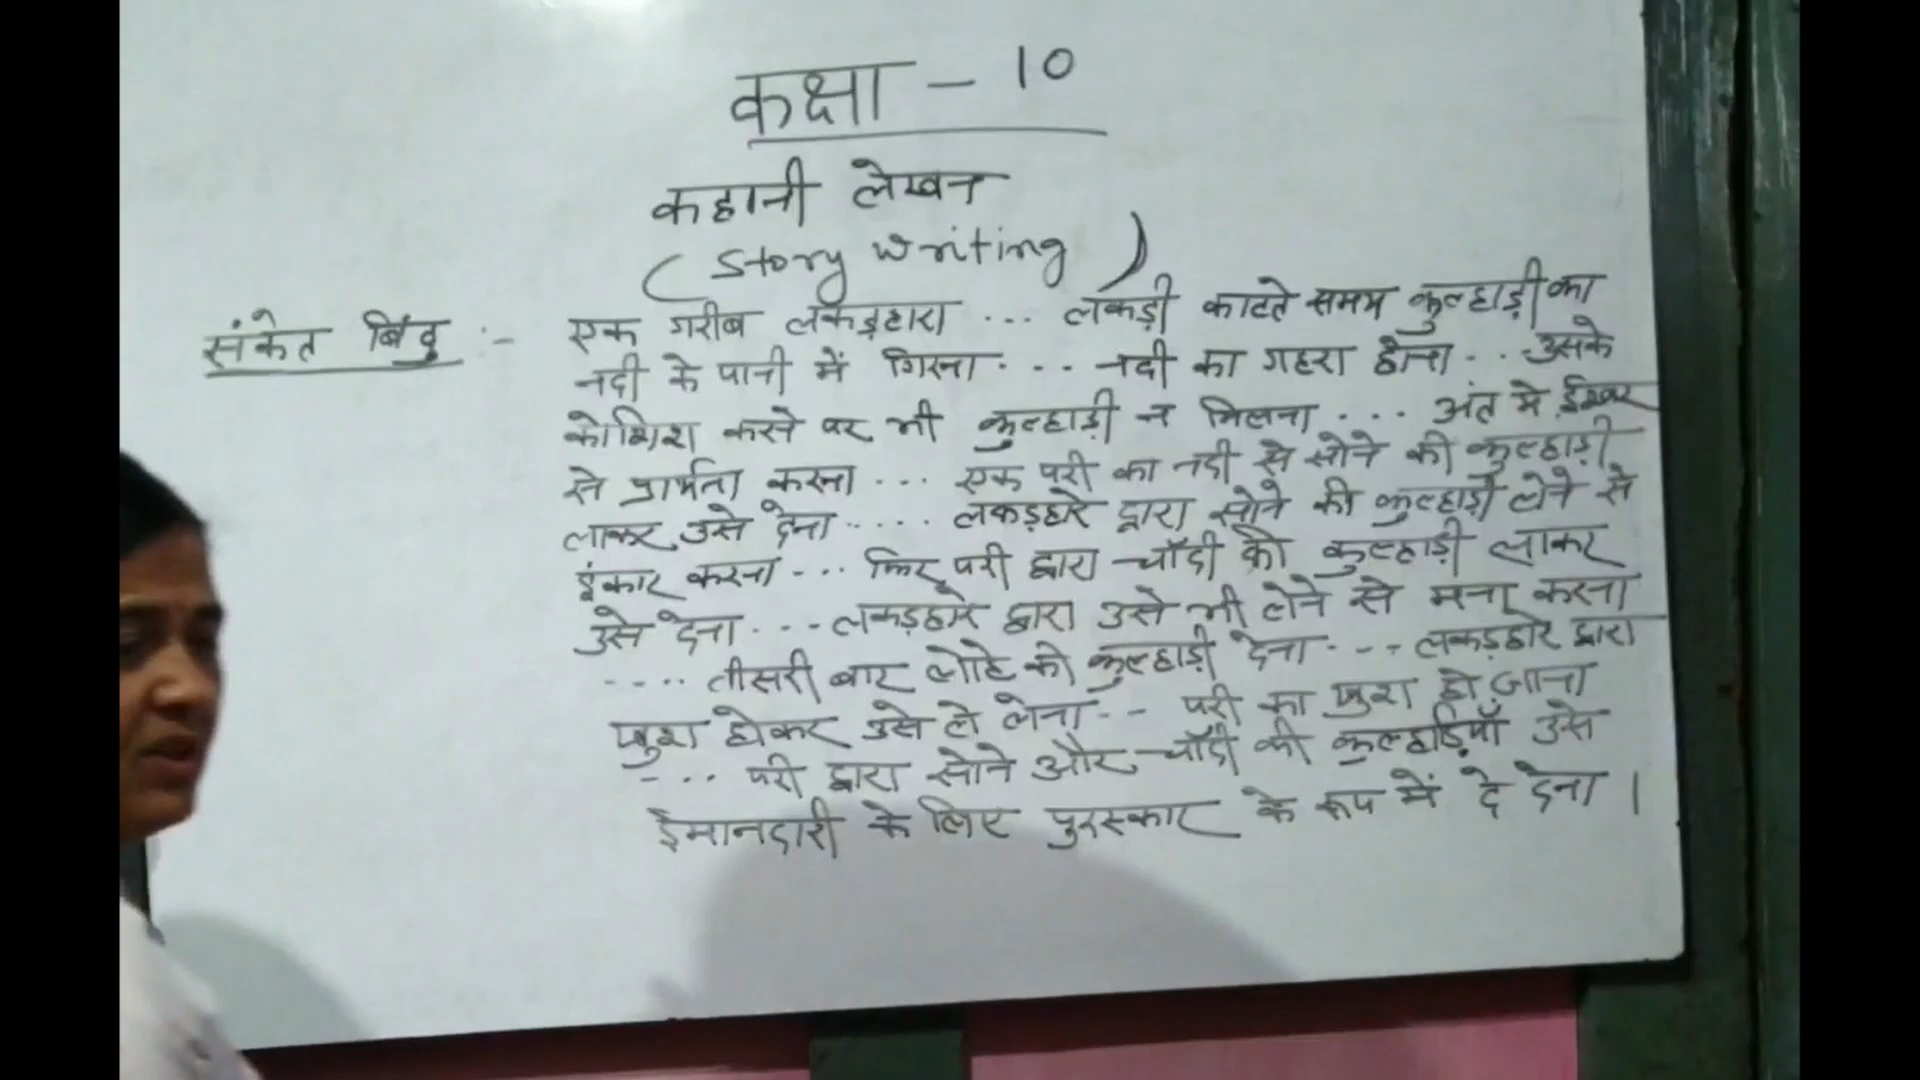 कक्षा - 10
कहानी लेखन
( Story writing )
संकेत बिंदु :- एक गरीब लकड़हारा ... लकड़ी काटते समय कुल्हाड़ी का
नदी के पानी में गिरना .... नदी का गहरा होना ... उसके
कोशिश करने पर भी कुल्हाड़ी न मिलना .... अंत मे ईश्वर
से प्रार्थना करना ... एक परी का नदी से सोने की कुल्हाड़ी
लाकर उसे देना ..... लकड़हारे द्वारा सोने की कुल्हाड़ी लेने से
इंकार करना ... फिर परी द्वारा चाँदी की कुल्हाड़ी लाकर
उसे देना .... लकड़हारे द्वारा उसे भी लेने से मना करना
..... तीसरी बार लोहे की कुल्हाड़ी देना .... लकड़हारे द्वारा
खुश होकर उसे ले लेना ... परी का खुश हो जाना
.... परी द्वारा सोने और चाँदी की कुल्हाड़ियाँ उसे
ईमानदारी के लिए पुरस्कार के रूप में दे देना ।